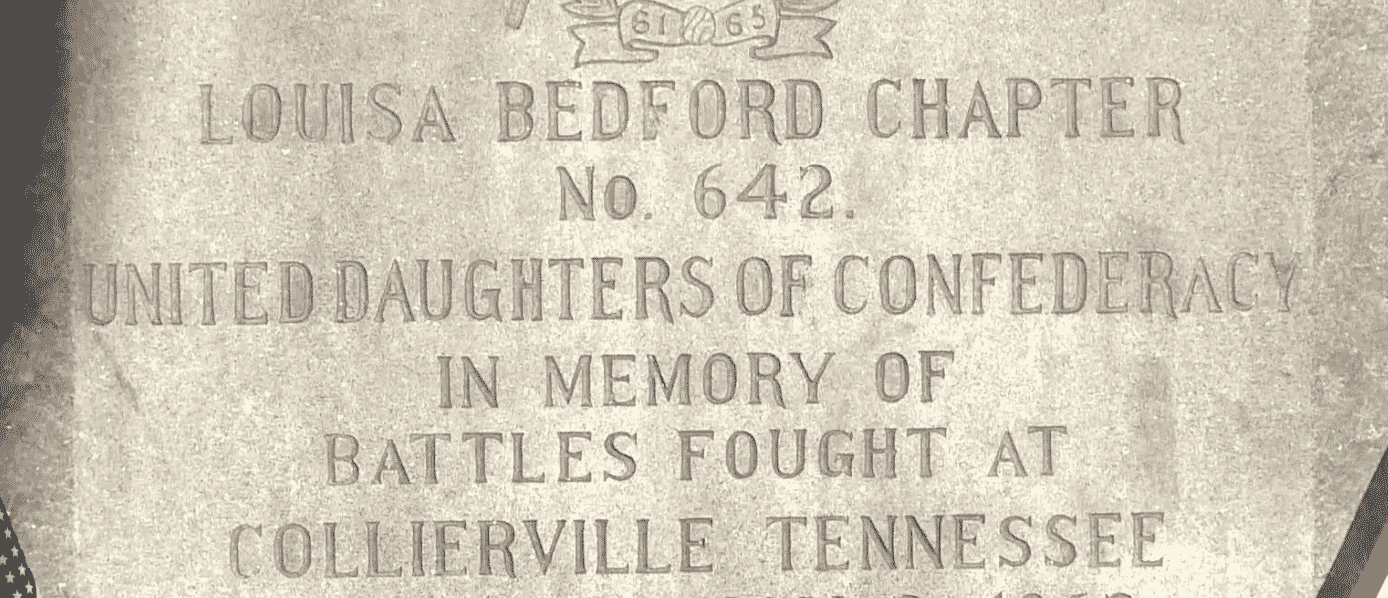 61 65
LOUISA BEDFORD CHAPTER
No. 642.
UNITED DAUGHTERS OF CONFEDERACY
IN MEMORY OF
BATTLES FOUGHT AT
COLLIERVILLE TENNESSEE